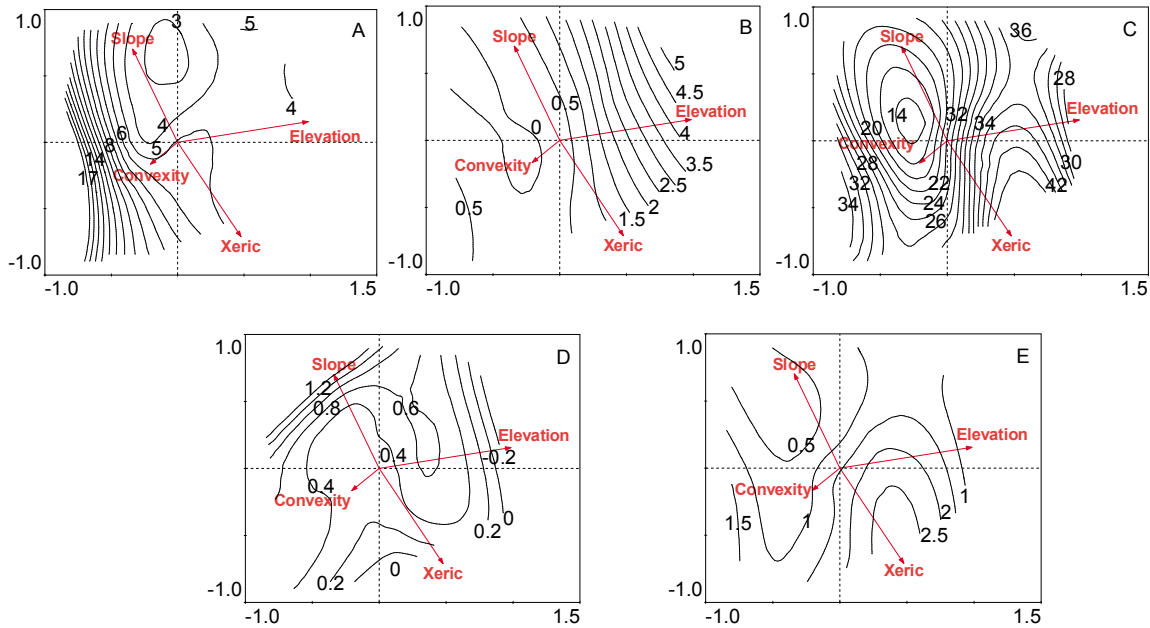 1.0
3
5
A
Slope
4
6
4
8
5
Elevation
14
Convexity
17
Xeric
-1.0
-1.0
1.5
B
Slope
5
4.5
0.5
Elevation
0
4
Convexity
3.5
2.5
0.5
2
1.5
Xeric
-1.0
1.5
1.0
36
C
Slope
28
14
32
Elevation
20
34
Convexity
28
30
32
22
42
34
24
26
Xeric
-1.0
-1.0
1.5
1.0
D
Slope
1.2
0.8
0.6
Elevation
0.4
-0.2
0.4
Convexity
0
0.2
Xeric
0.2
0
-1.0
-1.0
1.5
1.0
E
Slope
0.5
Elevation
Convexity
1
1.5
1
2
2.5
Xeric
-1.0
-1.0
1.5